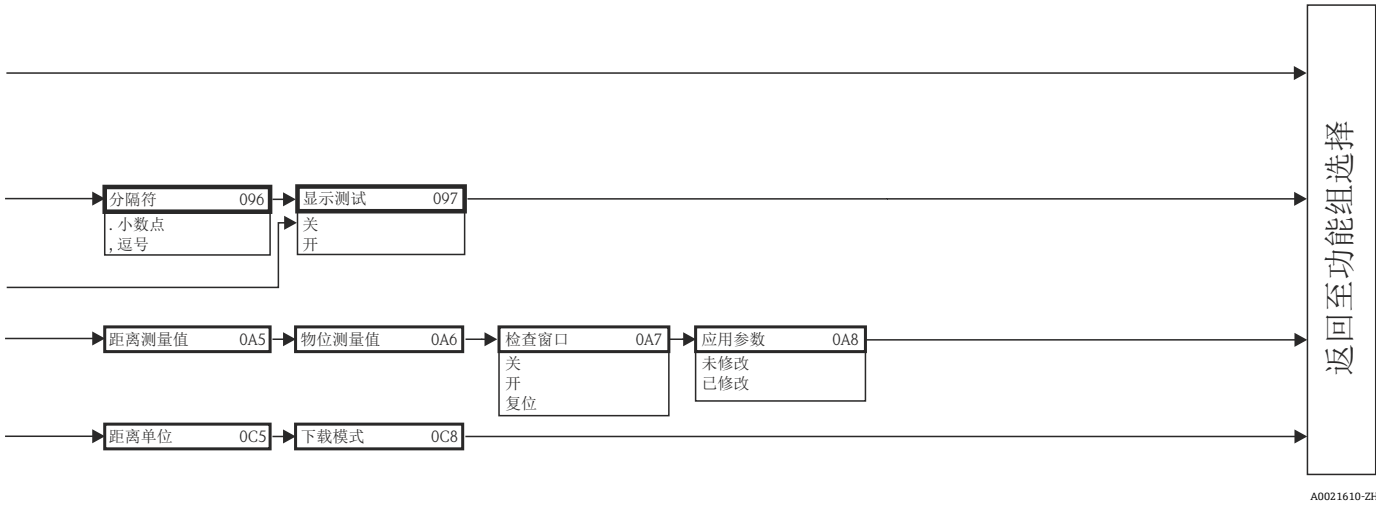 分隔符 096
. 小数点
, 逗号
显示测试 097
关
开
距离测量值 0A5
物位测量值 0A6
检查窗口 0A7
关
开
复位
应用参数 0A8
未修改
已修改
距离单位 0C5
下载模式 0C8
返回至功能组选择
A0021610-ZH